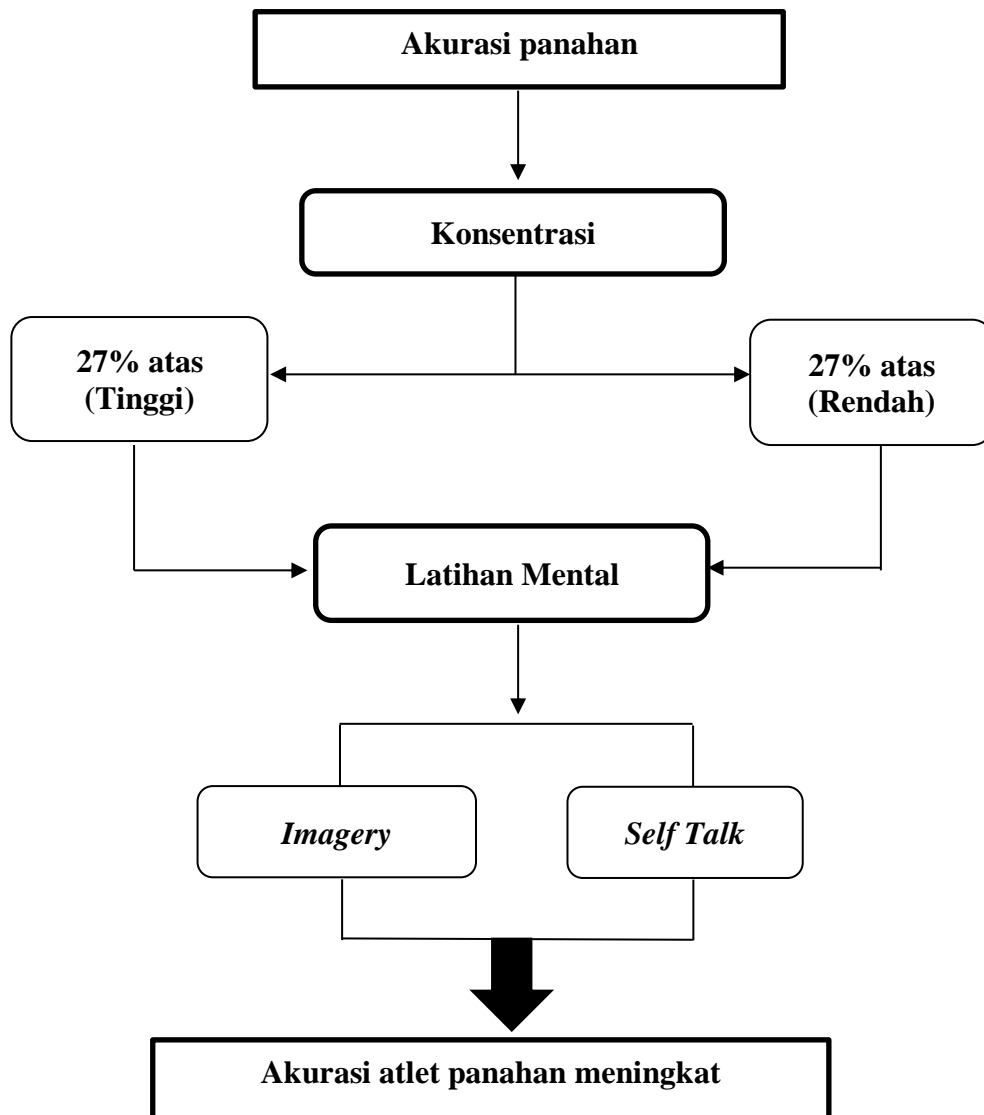 Akurasi panahan
Konsentrasi
27% atas
(Tinggi)
27% atas
(Rendah)
Latihan Mental
Imagery
Self Talk
Akurasi atlet panahan meningkat